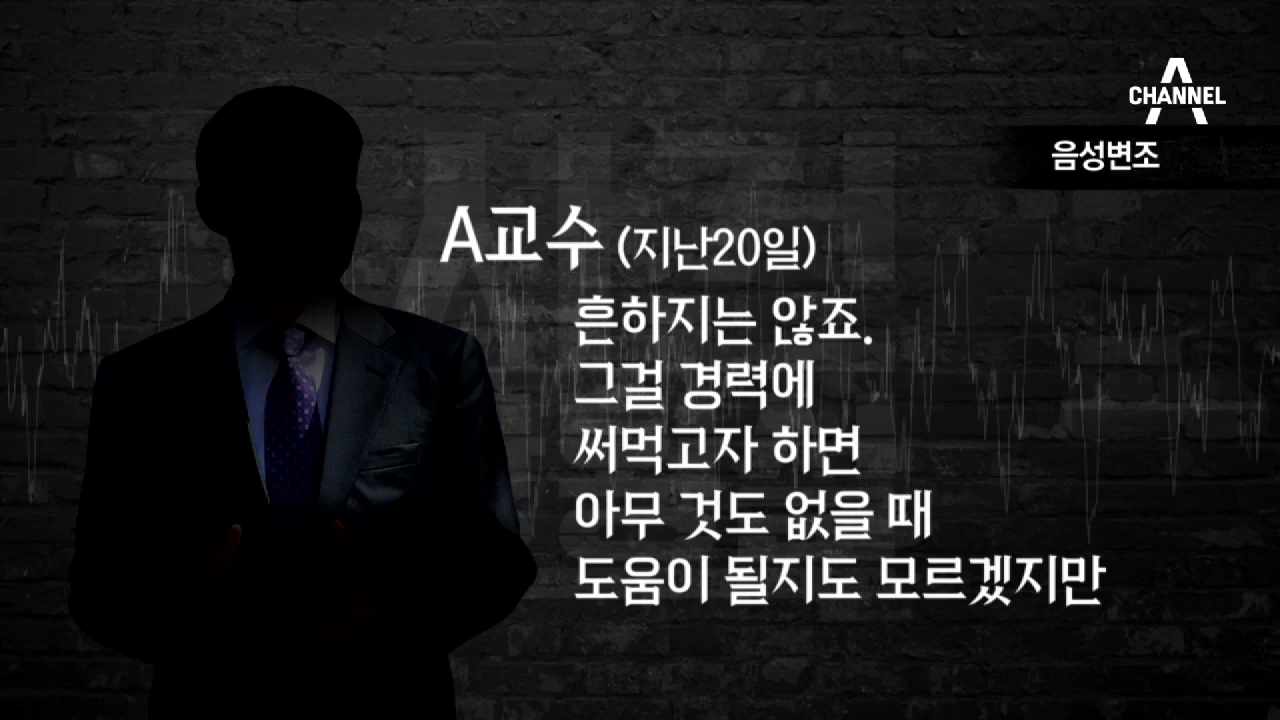 CHANNEL A
음성변조
A교수 (지난20일)
흔하지는 않죠.
그걸 경력에
써먹고자 하면
아무 것도 없을 때
도움이 될지도 모르겠지만